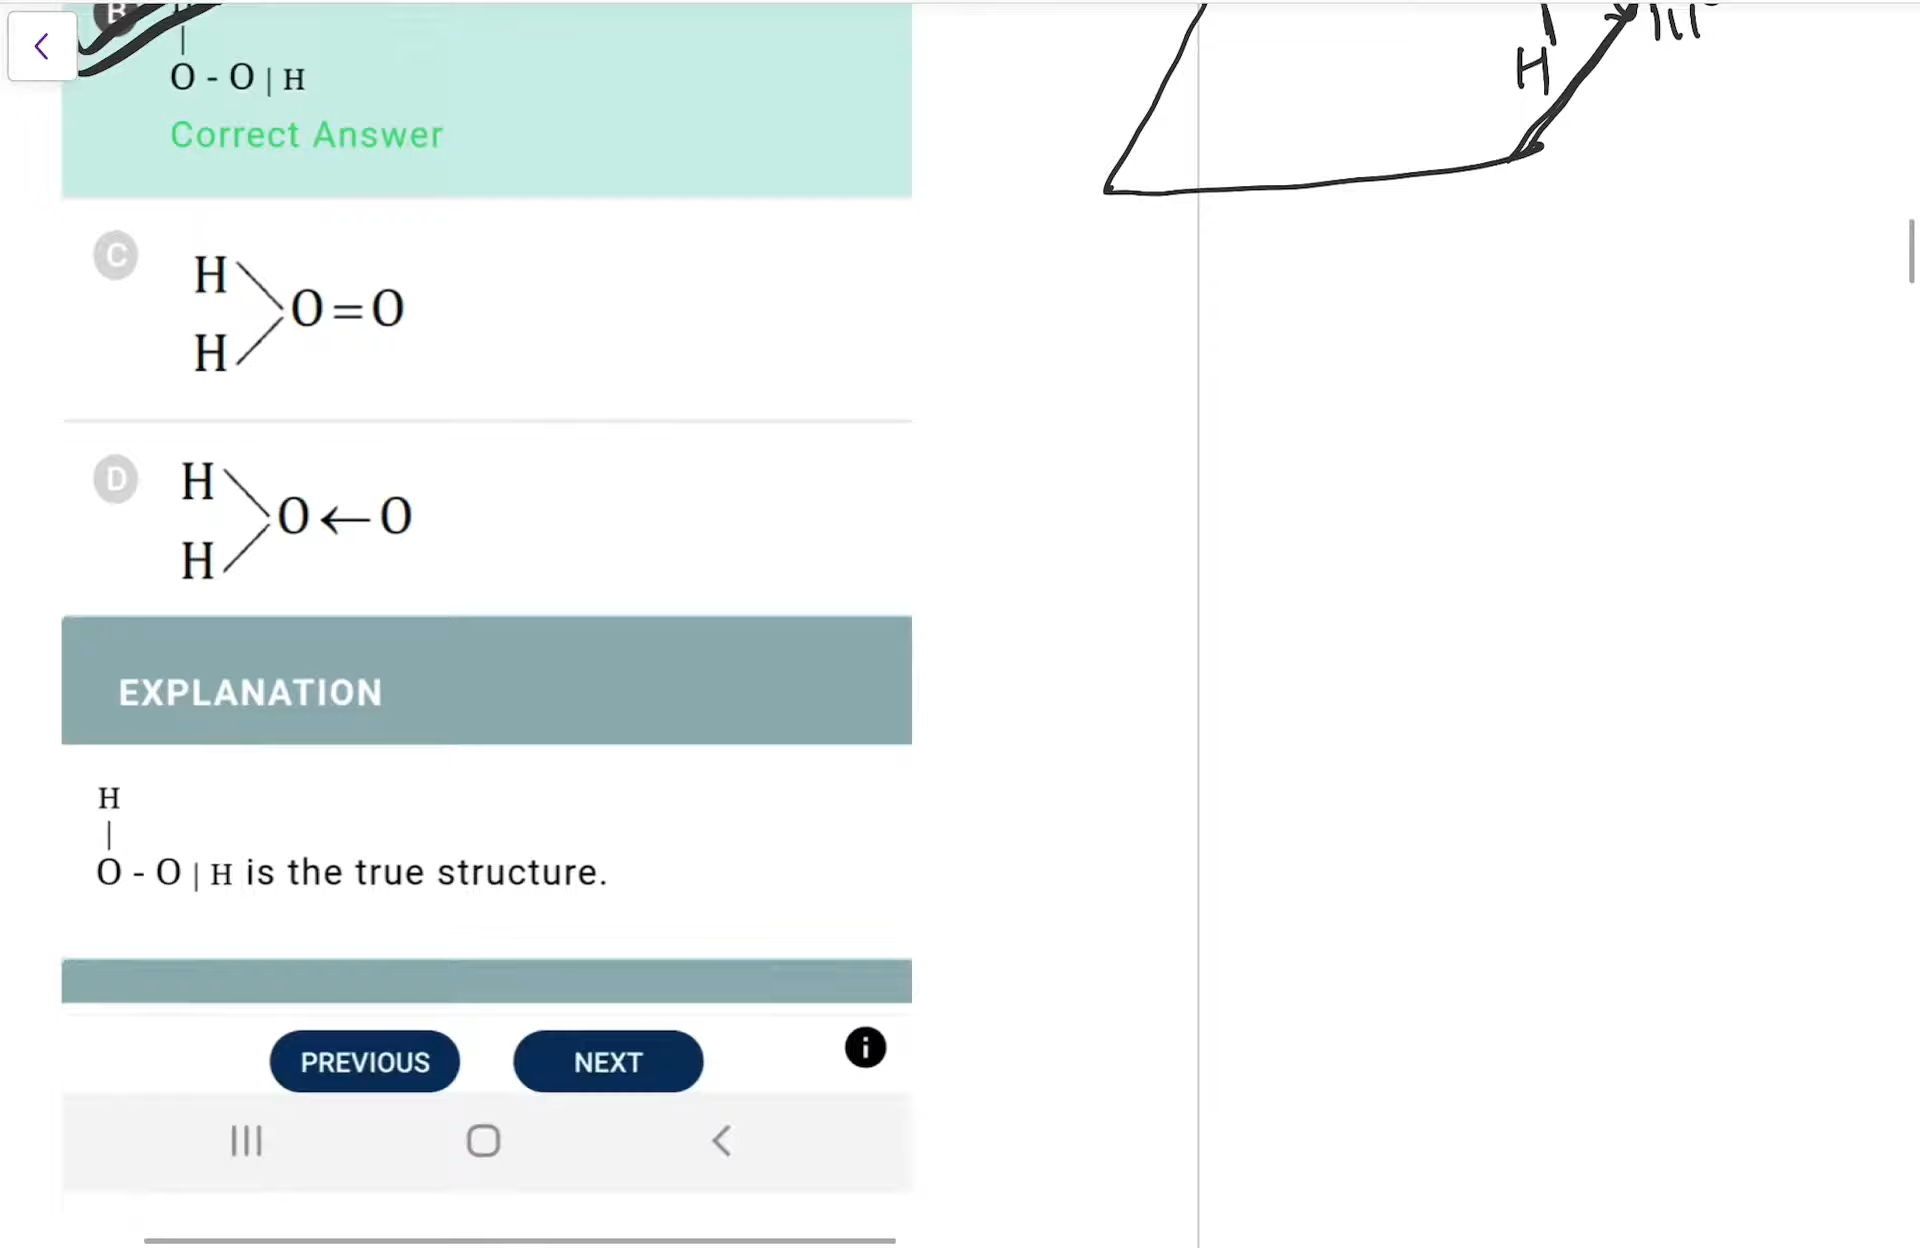 B
|
O - O | H
Correct Answer
C
H
O = O
H
D
H
O ← O
H
EXPLANATION
H
|
O - O | H is the true structure.
PREVIOUS
NEXT
i
H